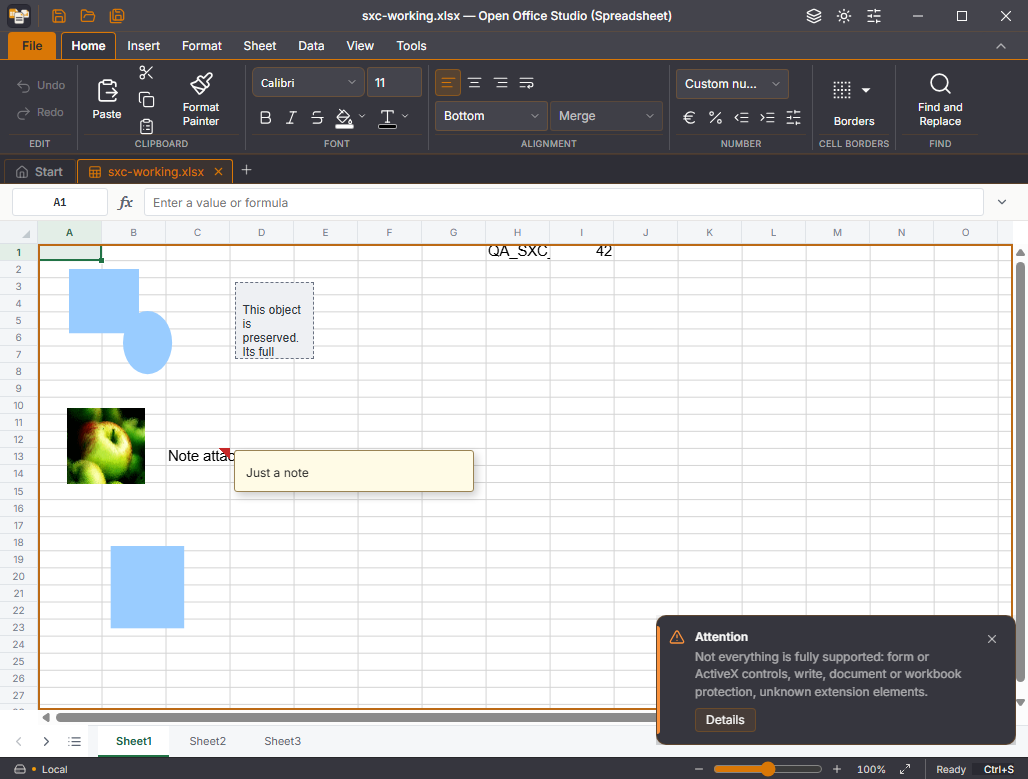 sxc-working.xlsx — Open Office Studio (Spreadsheet)
File Home Insert Format Sheet Data View Tools
Undo
Redo
EDIT
Paste
Format
Painter
CLIPBOARD
Calibri 11
FONT
Bottom Merge
ALIGNMENT
Custom nu...
NUMBER
Borders
CELL BORDERS
Find and
Replace
FIND
Start sxc-working.xlsx
A1 fx Enter a value or formula
A B C D E F G H I J K L M N O
1 QA_SXC_ 42
2
3
4
5
6
7
8
9
10
11
12
13
14
15
16
17
18
19
20
21
22
23
24
25
26
27
This object
is
preserved.
Its full
Note attac
Just a note
Attention
Not everything is fully supported: form or
ActiveX controls, write, document or workbook
protection, unknown extension elements.
Details
Sheet1 Sheet2 Sheet3
Local 100% Ready Ctrl+S